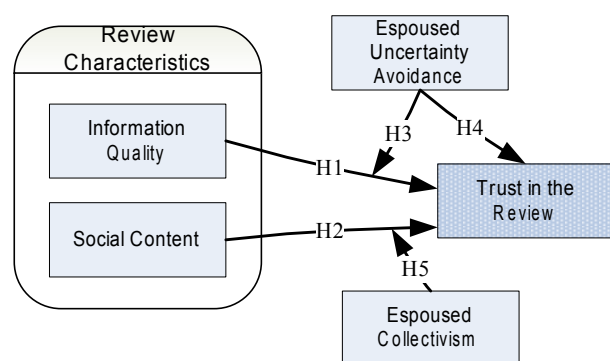 Review
Characteristics
Information
Quality
Social Content
Espoused
Uncertainty
Avoidance
H3
H4
H1
H2
H5
Trust in the
Review
Espoused
Collectivism